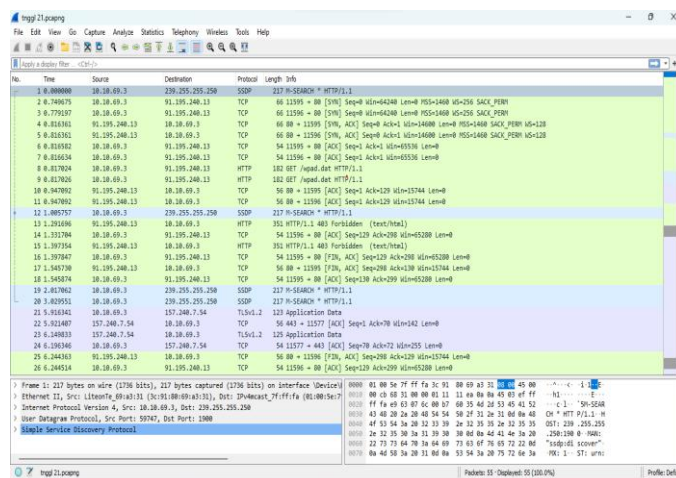 tnggl 21.pcapng
File Edit View Go Capture Analyze Statistics Telephony Wireless Tools Help
Apply a display filter ... <Ctrl-/>
No. Time Source Destination Protocol Length Info
1 0.000000 10.10.69.3 239.255.255.250 SSDP 217 M-SEARCH * HTTP/1.1
2 0.749675 10.10.69.3 91.195.240.13 TCP 66 11595 → 80 [SYN] Seq=0 Win=64240 Len=0 MSS=1460 WS=256 SACK_PERM
3 0.779197 10.10.69.3 91.195.240.13 TCP 66 11596 → 80 [SYN] Seq=0 Win=64240 Len=0 MSS=1460 WS=256 SACK_PERM
4 0.816361 91.195.240.13 10.10.69.3 TCP 66 80 → 11595 [SYN, ACK] Seq=0 Ack=1 Win=14600 Len=0 MSS=1460 SACK_PERM WS=128
5 0.816361 91.195.240.13 10.10.69.3 TCP 66 80 → 11596 [SYN, ACK] Seq=0 Ack=1 Win=14600 Len=0 MSS=1460 SACK_PERM WS=128
6 0.816582 10.10.69.3 91.195.240.13 TCP 54 11595 → 80 [ACK] Seq=1 Ack=1 Win=65536 Len=0
7 0.816634 10.10.69.3 91.195.240.13 TCP 54 11596 → 80 [ACK] Seq=1 Ack=1 Win=65536 Len=0
8 0.817024 10.10.69.3 91.195.240.13 HTTP 182 GET /wpad.dat HTTP/1.1
9 0.817026 10.10.69.3 91.195.240.13 HTTP 182 GET /wpad.dat HTTP/1.1
10 0.947092 91.195.240.13 10.10.69.3 TCP 56 80 → 11595 [ACK] Seq=1 Ack=129 Win=15744 Len=0
11 0.947092 91.195.240.13 10.10.69.3 TCP 56 80 → 11596 [ACK] Seq=1 Ack=129 Win=15744 Len=0
12 1.005757 10.10.69.3 239.255.255.250 SSDP 217 M-SEARCH * HTTP/1.1
13 1.291696 91.195.240.13 10.10.69.3 HTTP 351 HTTP/1.1 403 Forbidden (text/html)
14 1.331704 10.10.69.3 91.195.240.13 TCP 54 11596 → 80 [ACK] Seq=129 Ack=298 Win=65280 Len=0
15 1.397354 91.195.240.13 10.10.69.3 HTTP 351 HTTP/1.1 403 Forbidden (text/html)
16 1.397847 10.10.69.3 91.195.240.13 TCP 54 11595 → 80 [FIN, ACK] Seq=129 Ack=298 Win=65280 Len=0
17 1.545730 91.195.240.13 10.10.69.3 TCP 56 80 → 11595 [FIN, ACK] Seq=298 Ack=130 Win=15744 Len=0
18 1.545874 10.10.69.3 91.195.240.13 TCP 54 11595 → 80 [ACK] Seq=130 Ack=299 Win=65280 Len=0
19 2.017062 10.10.69.3 239.255.255.250 SSDP 217 M-SEARCH * HTTP/1.1
20 3.029551 10.10.69.3 239.255.255.250 SSDP 217 M-SEARCH * HTTP/1.1
21 5.916341 10.10.69.3 157.240.7.54 TLSv1.2 123 Application Data
22 5.921407 157.240.7.54 10.10.69.3 TCP 56 443 → 11577 [ACK] Seq=1 Ack=70 Win=142 Len=0
23 6.149833 157.240.7.54 10.10.69.3 TLSv1.2 125 Application Data
24 6.196346 10.10.69.3 157.240.7.54 TCP 54 11577 → 443 [ACK] Seq=70 Ack=72 Win=255 Len=0
25 6.244363 91.195.240.13 10.10.69.3 TCP 56 80 → 11596 [FIN, ACK] Seq=298 Ack=129 Win=15744 Len=0
26 6.244514 10.10.69.3 91.195.240.13 TCP 54 11596 → 80 [ACK] Seq=129 Ack=299 Win=65280 Len=0
Frame 1: 217 bytes on wire (1736 bits), 217 bytes captured (1736 bits) on interface \Device\
Ethernet II, Src: LiteonTe_69:a3:31 (3c:91:80:69:a3:31), Dst: IPv4mcast_7f:ff:fa (01:00:5e:7
Internet Protocol Version 4, Src: 10.10.69.3, Dst: 239.255.255.250
User Datagram Protocol, Src Port: 59747, Dst Port: 1900
Simple Service Discovery Protocol
0000 01 00 5e 7f ff fa 3c 91 80 69 a3 31 08 00 45 00
tnggl 21.pcapng
Packets: 55 · Displayed: 55 (100.0%)
Profile: Def